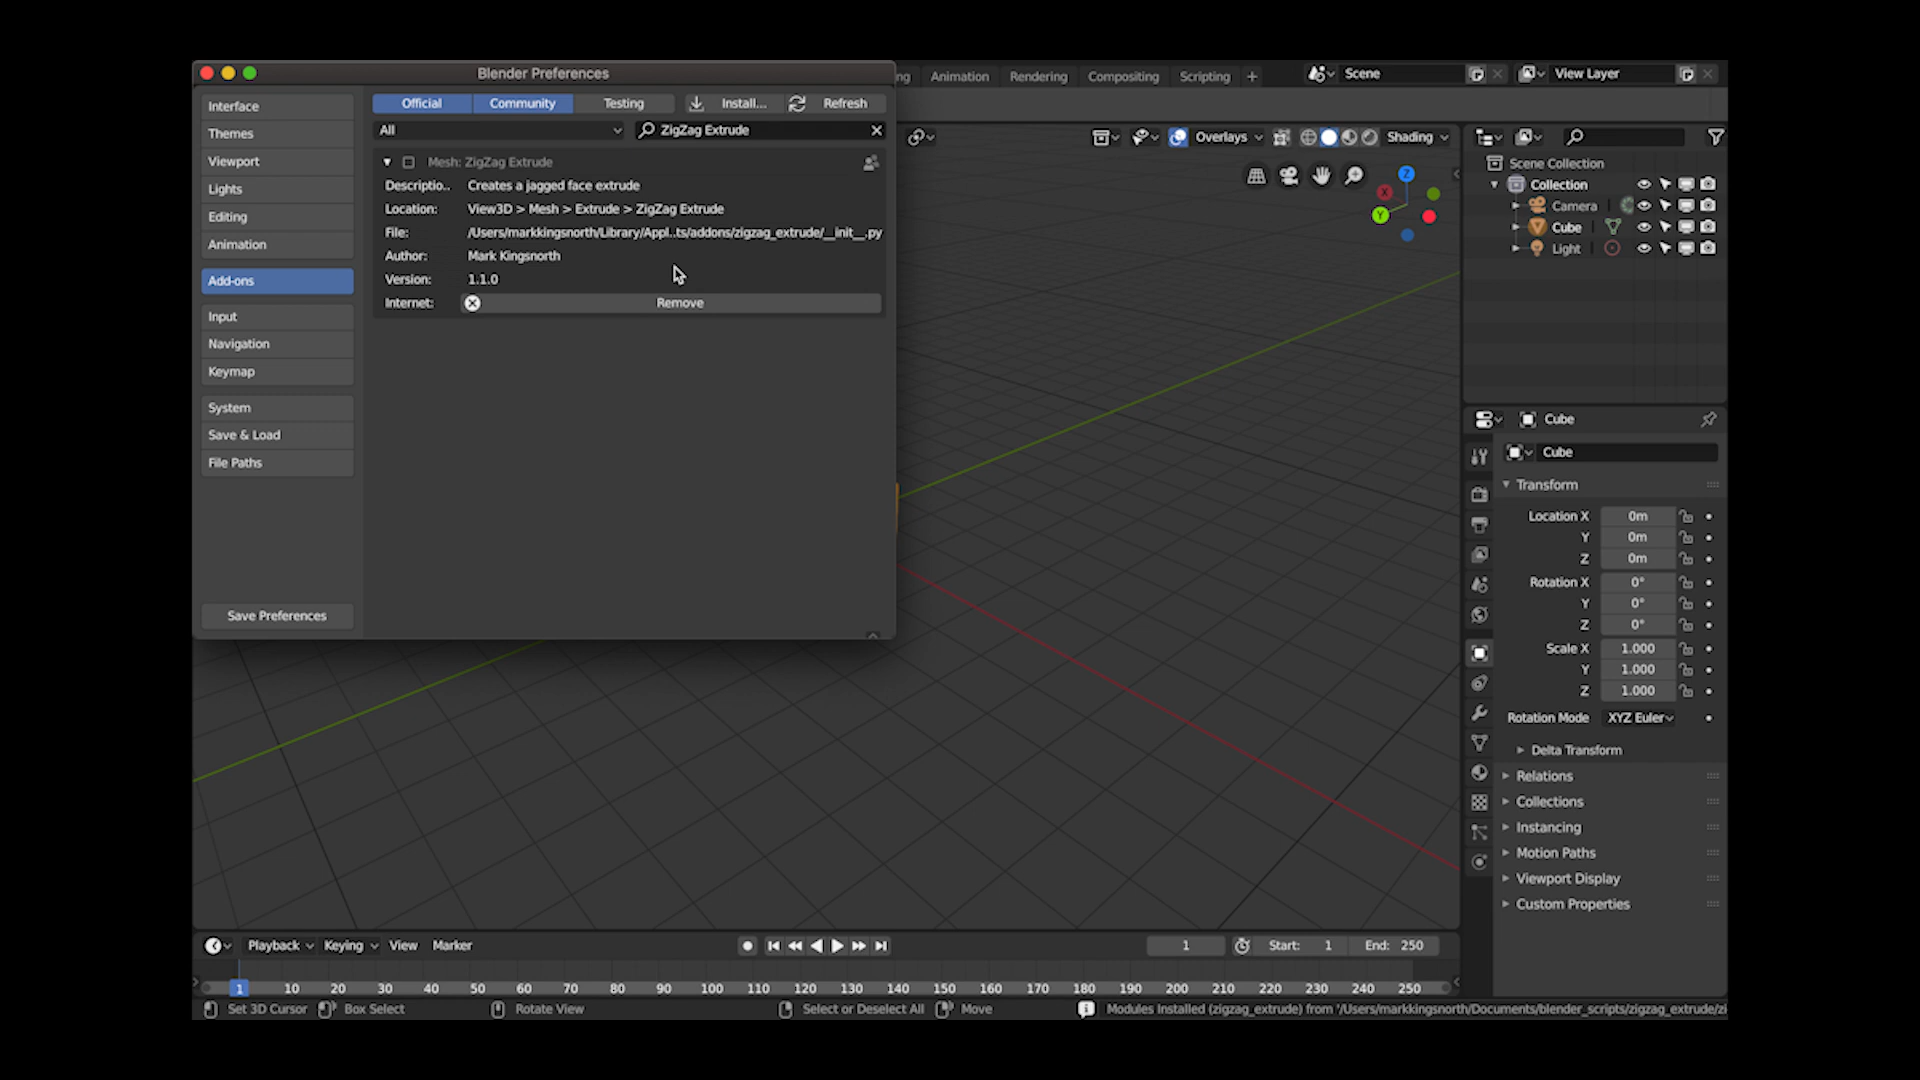 Blender Preferences
ng Animation Rendering Compositing Scripting +
Scene
View Layer
Interface
Themes
Viewport
Lights
Editing
Animation
Add-ons
Input
Navigation
Keymap
System
Save & Load
File Paths
Save Preferences
Official Community Testing Install... Refresh
All
ZigZag Extrude
Mesh: ZigZag Extrude
Descriptio.. Creates a jagged face extrude
Location: View3D > Mesh > Extrude > ZigZag Extrude
File: /Users/markkingsnorth/Library/Appl..ts/addons/zigzag_extrude/__init__.py
Author: Mark Kingsnorth
Version: 1.1.0
Internet: Remove
Overlays Shading
Z
X
Y
Scene Collection
Collection
Camera
Cube
Light
Cube
Cube
Transform
Location X 0m
Y 0m
Z 0m
Rotation X 0°
Y 0°
Z 0°
Scale X 1.000
Y 1.000
Z 1.000
Rotation Mode XYZ Euler
Delta Transform
Relations
Collections
Instancing
Motion Paths
Viewport Display
Custom Properties
Playback Keying View Marker
1 Start: 1 End: 250
1 10 20 30 40 50 60 70 80 90 100 110 120 130 140 150 160 170 180 190 200 210 220 230 240 250
Set 3D Cursor Box Select Rotate View Select or Deselect All Move Modules Installed (zigzag_extrude) from '/Users/markkingsnorth/Documents/blender_scripts/zigzag_extrude/zi